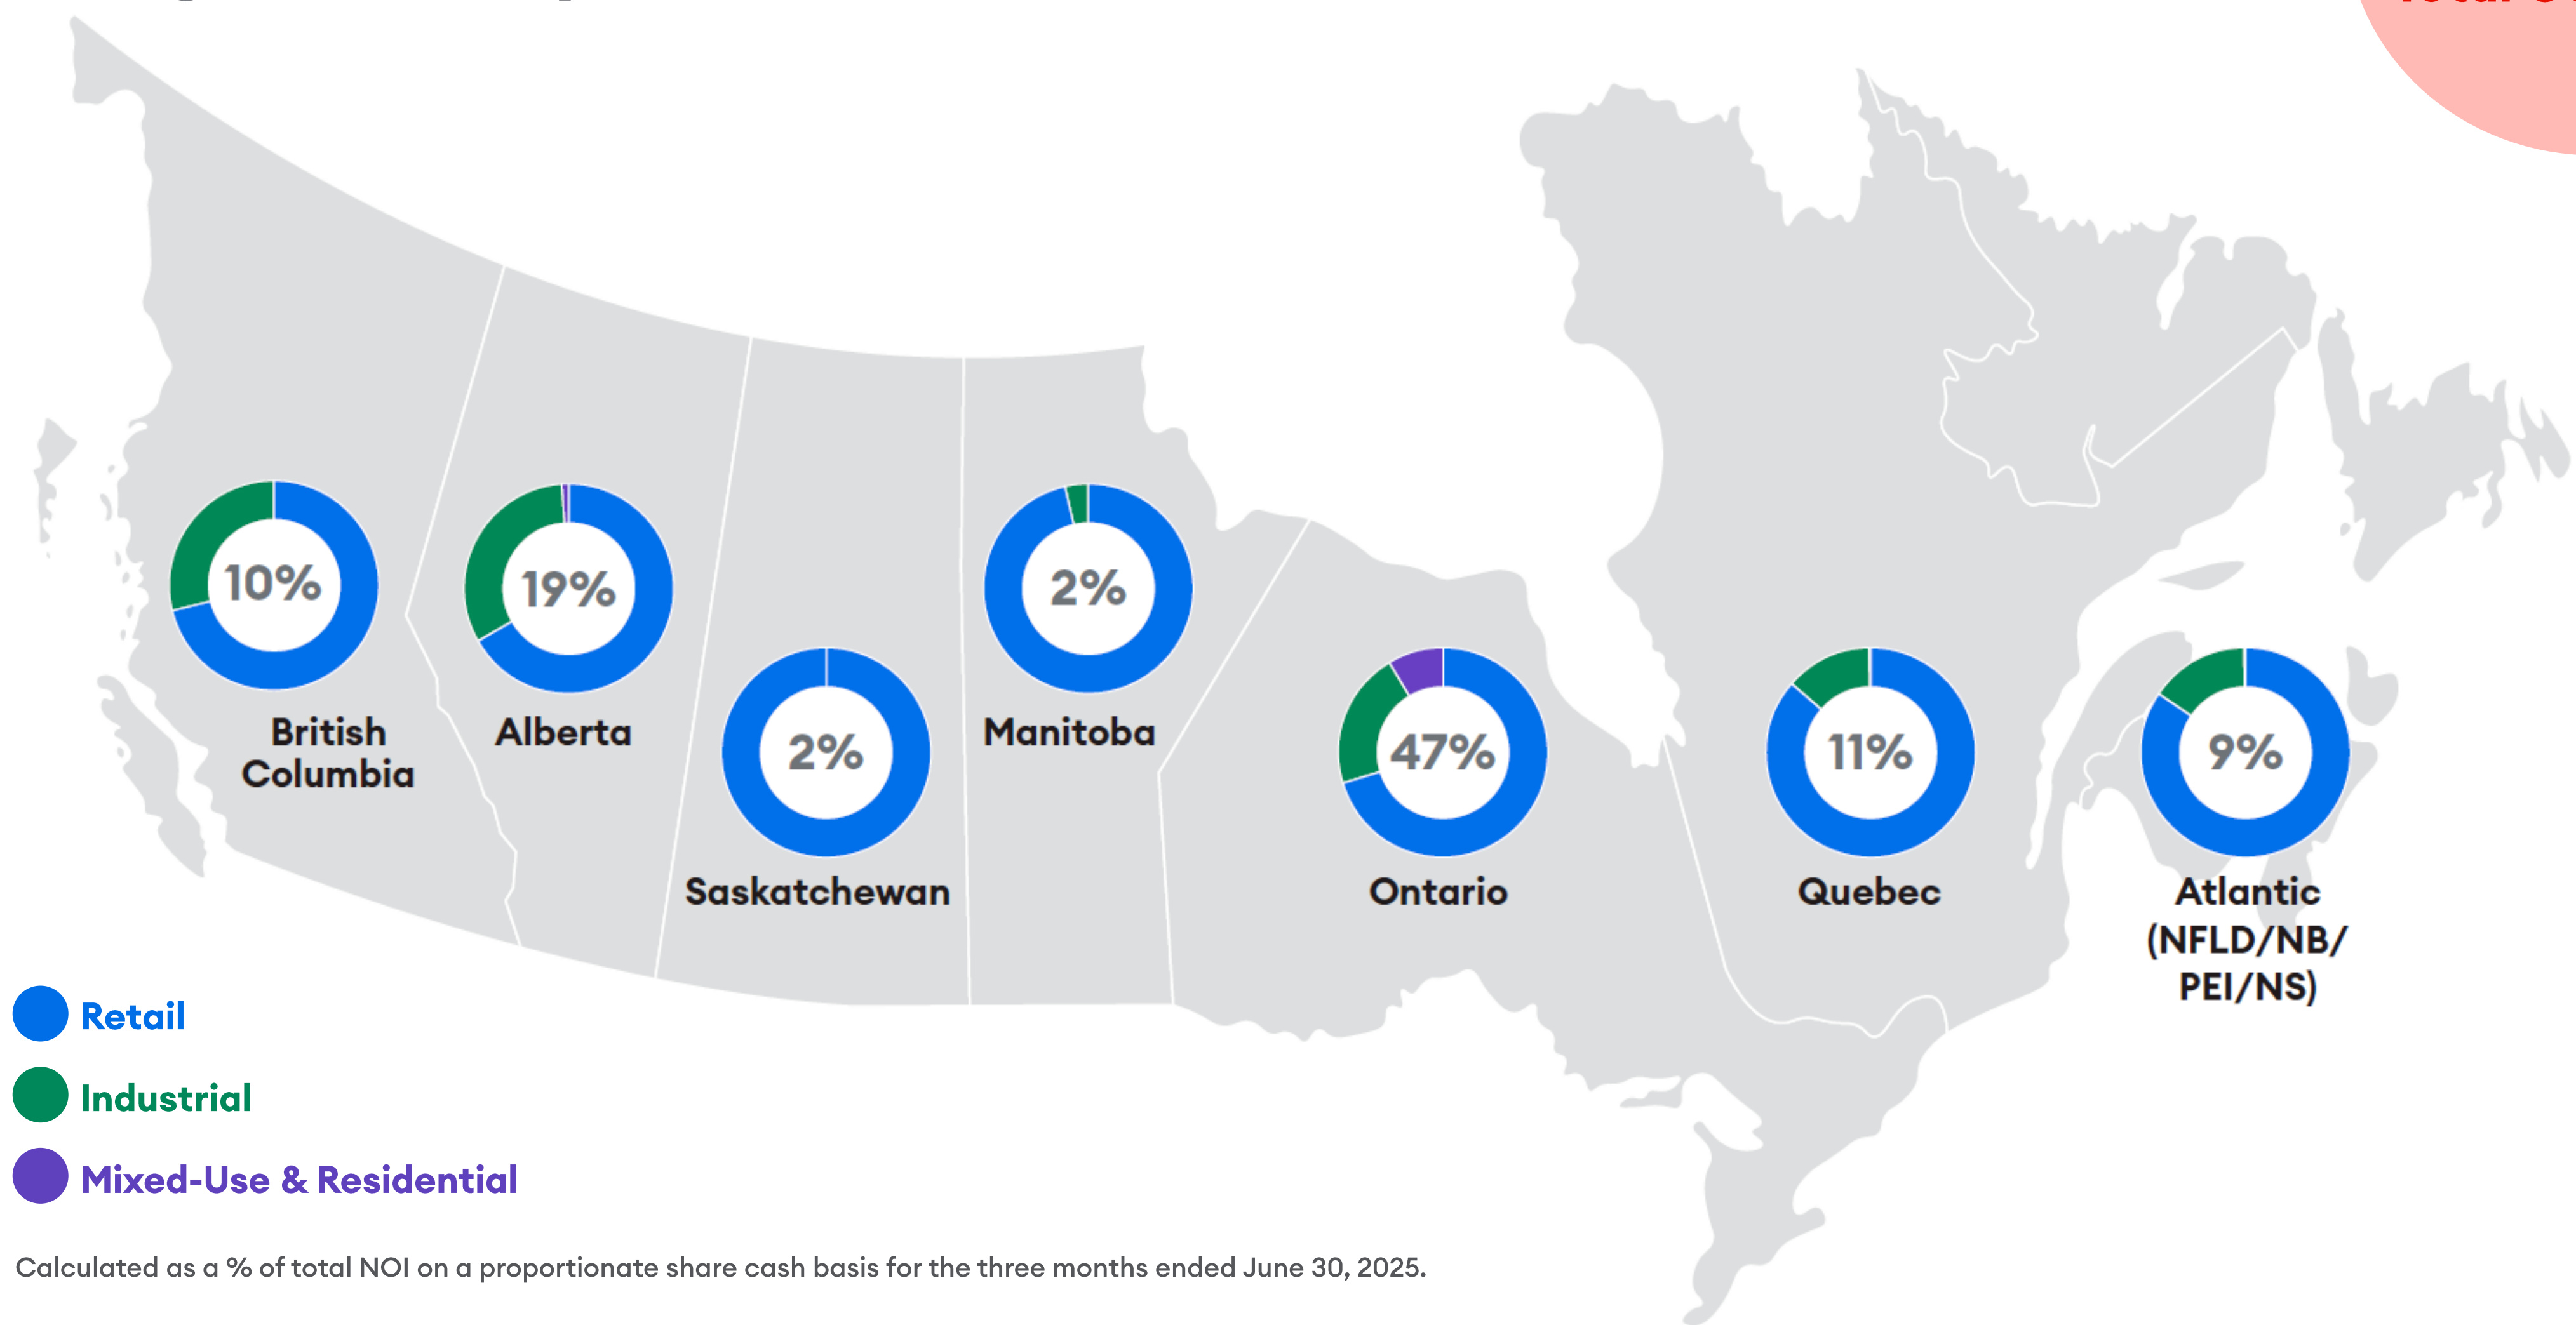 10%
19%
2%
2%
47%
11%
9%
British
Columbia
Alberta
Saskatchewan
Manitoba
Ontario
Quebec
Atlantic
(NFLD/NB/
PEI/NS)
Retail
Industrial
Mixed-Use & Residential
Calculated as a % of total NOI on a proportionate share cash basis for the three months ended June 30, 2025.